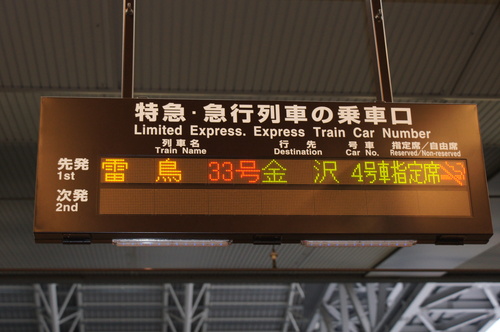 特急・急行列車の乗車口
Limited Express. Express Train Car Number
列車名 行先 号車 指定席/自由席
Train Name Destination Car No. Reserved/Non-reserved
先発 雷鳥 33号 金沢 4号車指定席
1st
次発
2nd